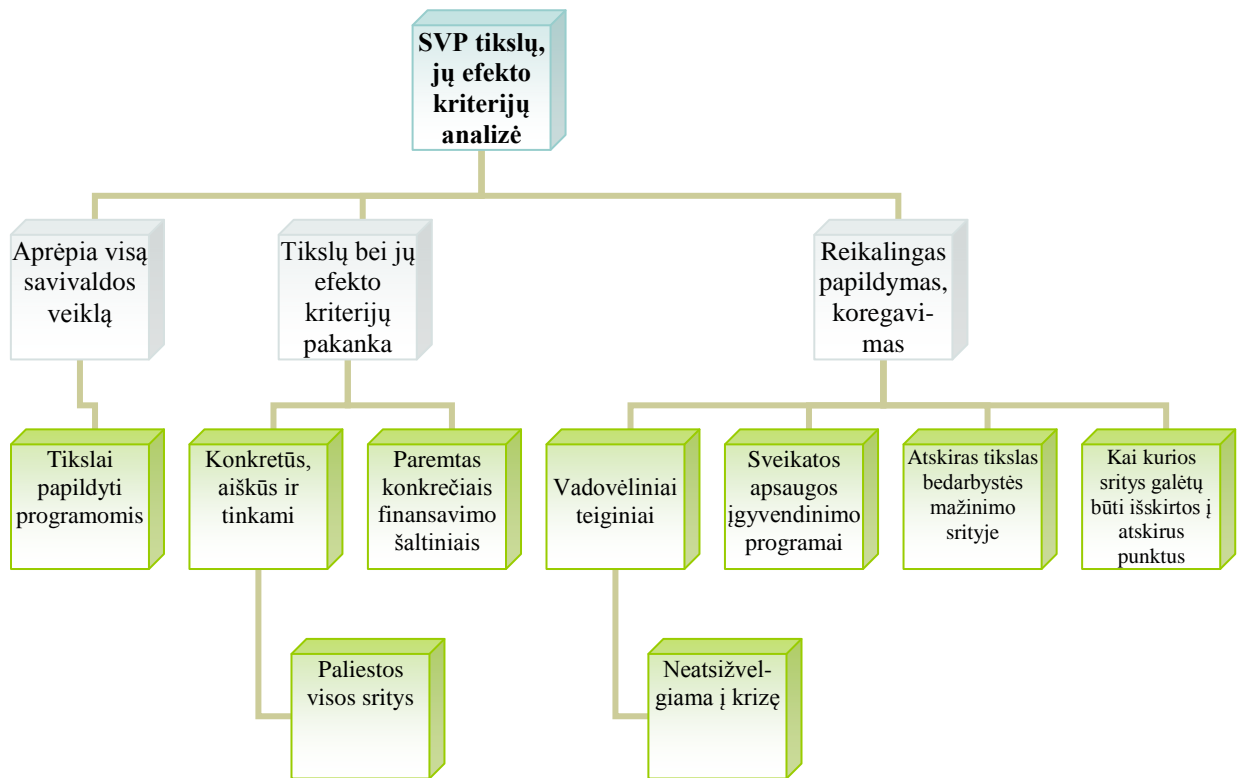 SVP tikslų,
jų efekto
kriterijų
analizė
Aprėpia visą
savivaldos
veiklą
Tikslų bei jų
efekto
kriterijų
pakanka
Reikalingas
papildymas,
koregavi-
mas
Tikslai
papildyti
programomis
Konkretūs,
aiškūs ir
tinkami
Paremtas
konkrečiais
finansavimo
šaltiniais
Vadovėliniai
teiginiai
Sveikatos
apsaugos
įgyvendinimo
programai
Atskiras tikslas
bedarbystės
mažinimo
srityje
Kai kurios
sritys galėtų
būti išskirtos į
atskirus
punktus
Paliestos
visos sritys
Neatsižvel-
giama į krizę